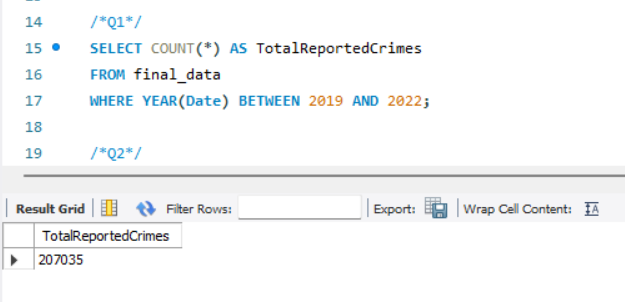 14 /*Q1*/
15 SELECT COUNT(*) AS TotalReportedCrimes
16 FROM final_data
17 WHERE YEAR(Date) BETWEEN 2019 AND 2022;
18
19 /*Q2*/
Result Grid Filter Rows: Export: Wrap Cell Content: IA
TotalReportedCrimes
207035